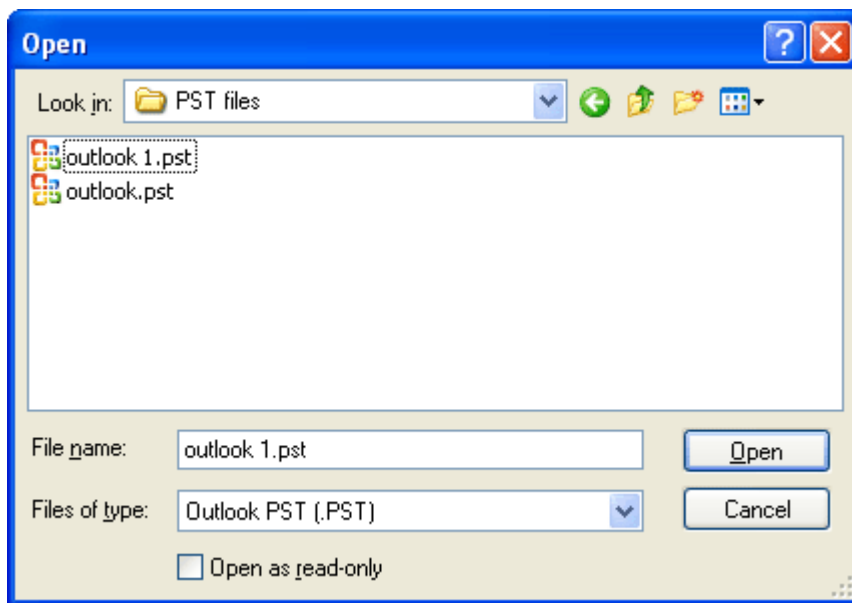 Open
Look in: PST files
outlook 1.pst
outlook.pst
File name: outlook 1.pst Open
Files of type: Outlook PST (.PST) Cancel
Open as read-only